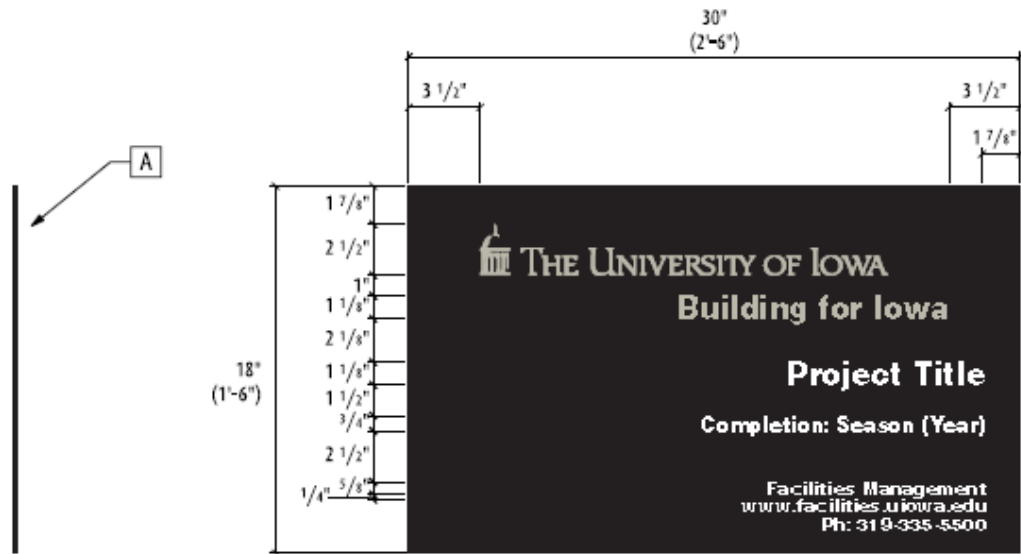 30"
(2'-6")
3 1/2"
3 1/2"
1 7/8"
A
1 7/8"
2 1/2"
1"
1 1/8"
2 1/8"
18"
(1'-6")
1 1/8"
1 1/2"
3/4"
2 1/2"
5/8"
1/4"
THE UNIVERSITY OF IOWA
Building for Iowa
Project Title
Completion: Season (Year)
Facilities Management
www.facilities.uiowa.edu
Ph: 319-335-5500